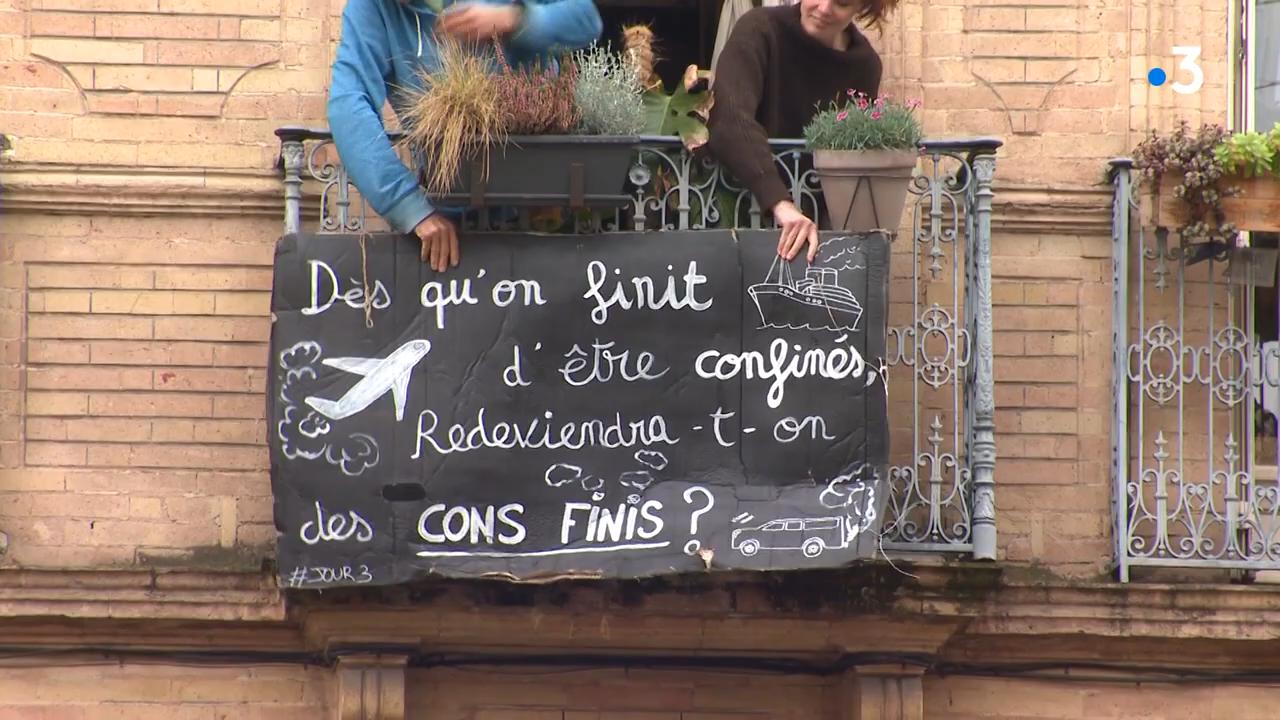 3
Dès qu'on finit
d'être confinés,
Redeviendra-t-on
des CONS FiNiS ?
#JOUR3